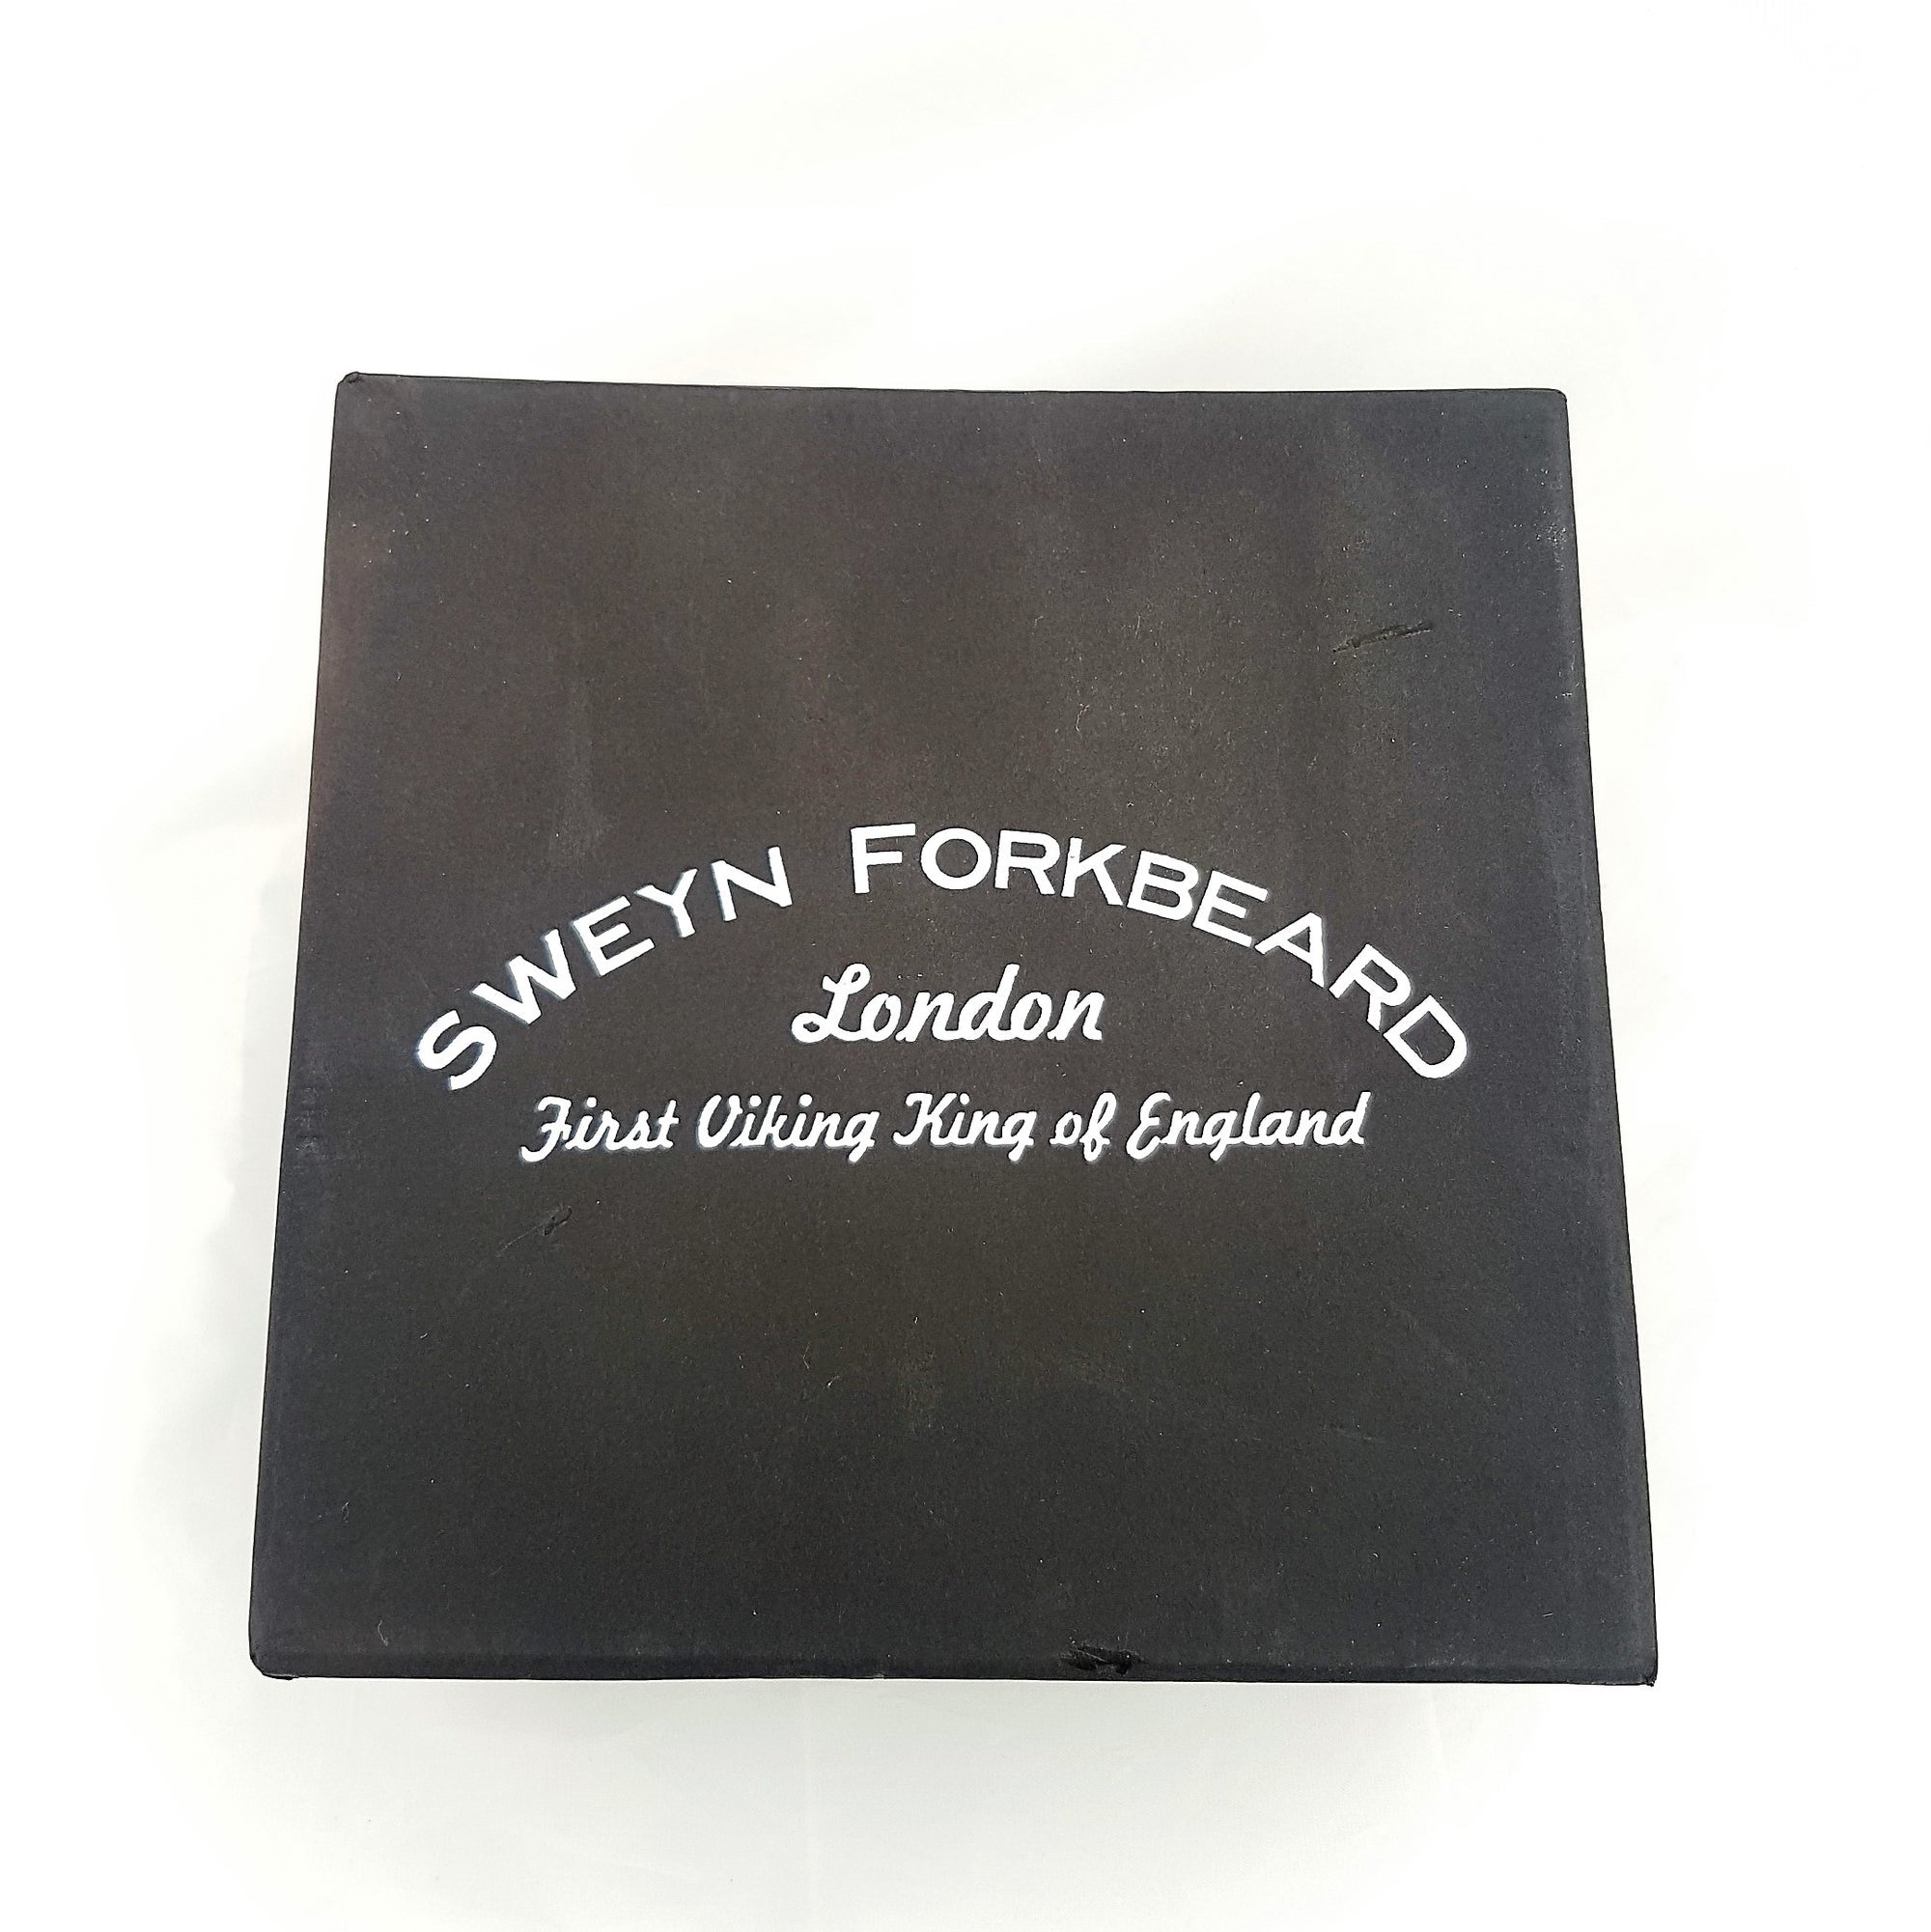 SWEYN FORKBEARD
London
First Viking King of England